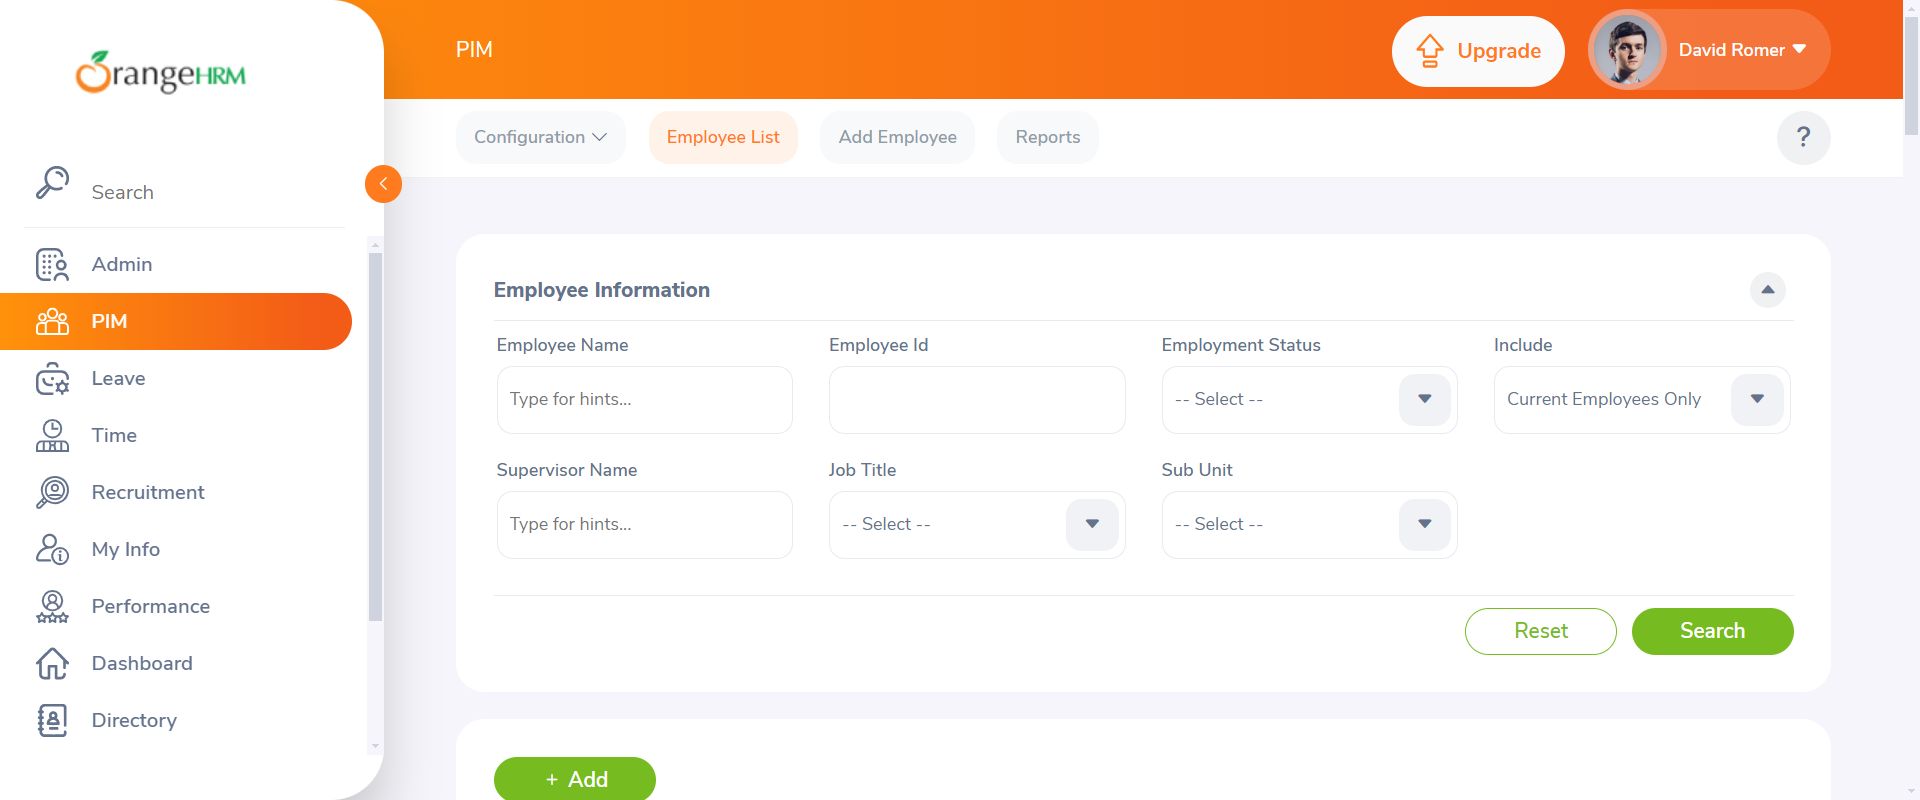 OrangeHRM
PIM
Upgrade
David Romer
Configuration
Employee List
Add Employee
Reports
?
Search
Admin
PIM
Leave
Time
Recruitment
My Info
Performance
Dashboard
Directory
Employee Information
Employee Name
Employee Id
Employment Status
Include
Type for hints...
-- Select --
Current Employees Only
Supervisor Name
Job Title
Sub Unit
Type for hints...
-- Select --
-- Select --
Reset
Search
+ Add